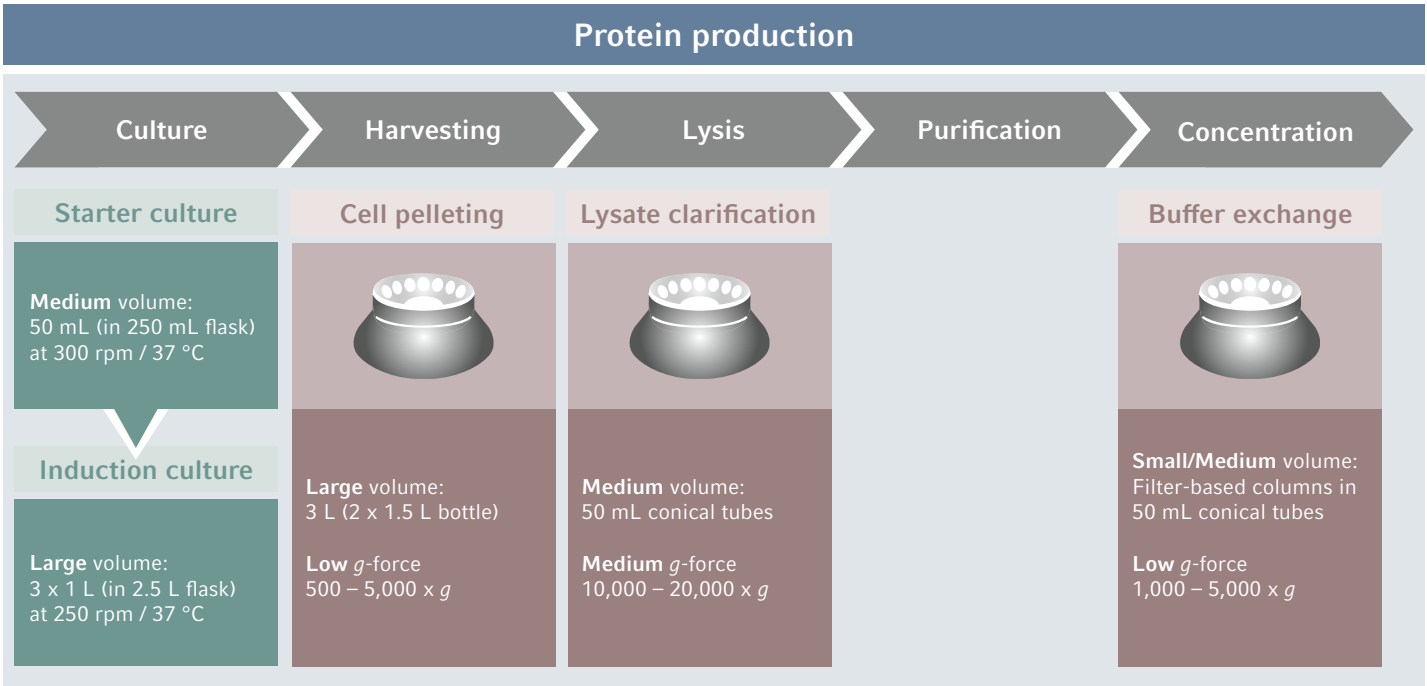 Protein production
Culture
Harvesting
Lysis
Purification
Concentration
Starter culture
Medium volume:
50 mL (in 250 mL flask)
at 300 rpm / 37 °C
Induction culture
Large volume:
3 x 1 L (in 2.5 L flask)
at 250 rpm / 37 °C
Cell pelleting
Large volume:
3 L (2 x 1.5 L bottle)
Low g-force
500 – 5,000 x g
Lysate clarification
Medium volume:
50 mL conical tubes
Medium g-force
10,000 – 20,000 x g
Buffer exchange
Small/Medium volume:
Filter-based columns in
50 mL conical tubes
Low g-force
1,000 – 5,000 x g